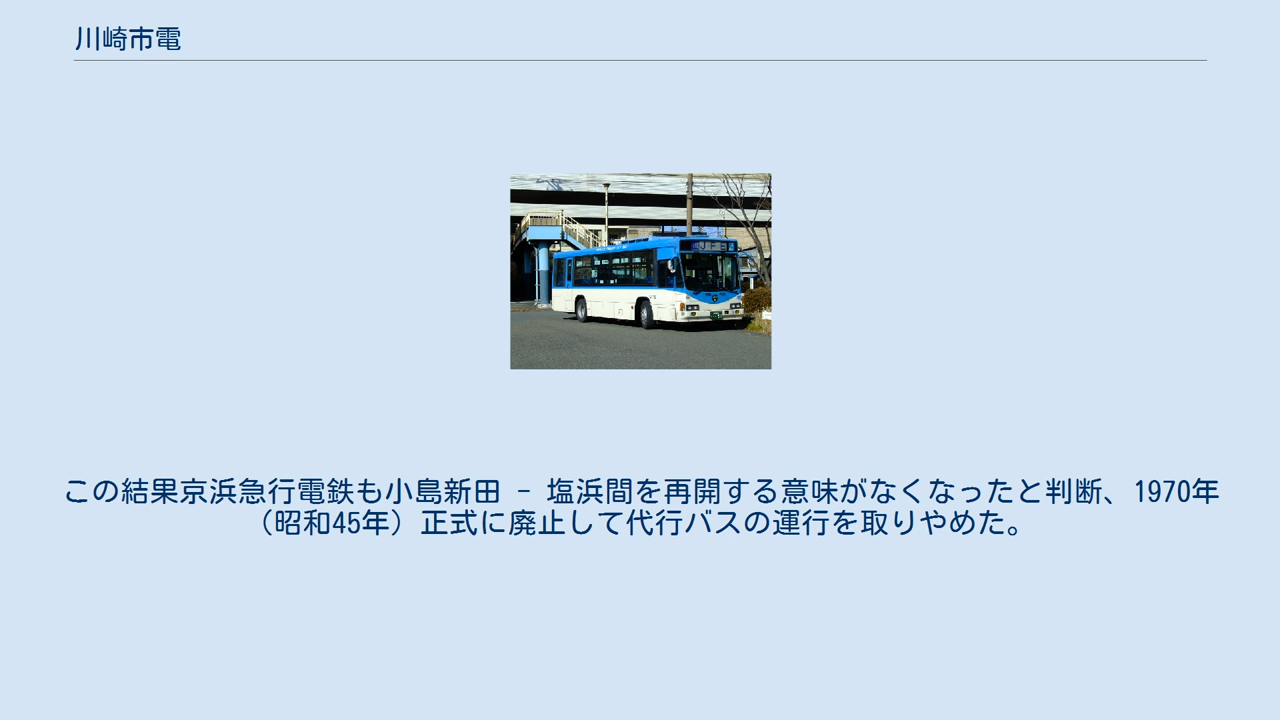 川崎市電
この結果京浜急行電鉄も小島新田 - 塩浜間を再開する意味がなくなったと判断、1970年
（昭和45年）正式に廃止して代行バスの運行を取りやめた。